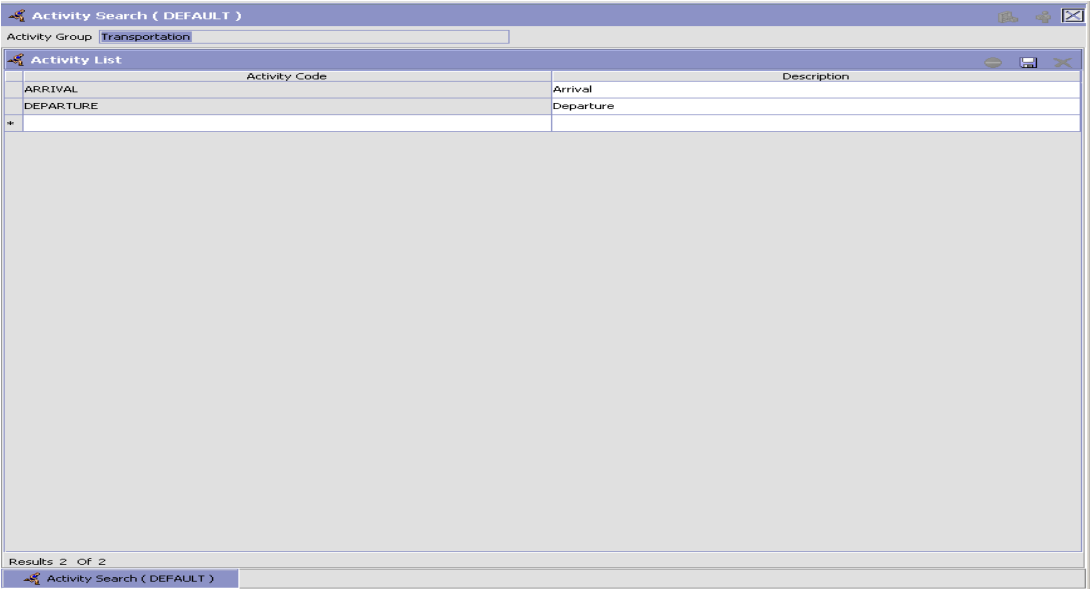 Activity Search ( DEFAULT )
Activity Group Transportation
Activity List
Activity Code Description
ARRIVAL Arrival
DEPARTURE Departure
*
Results 2 Of 2
Activity Search ( DEFAULT )